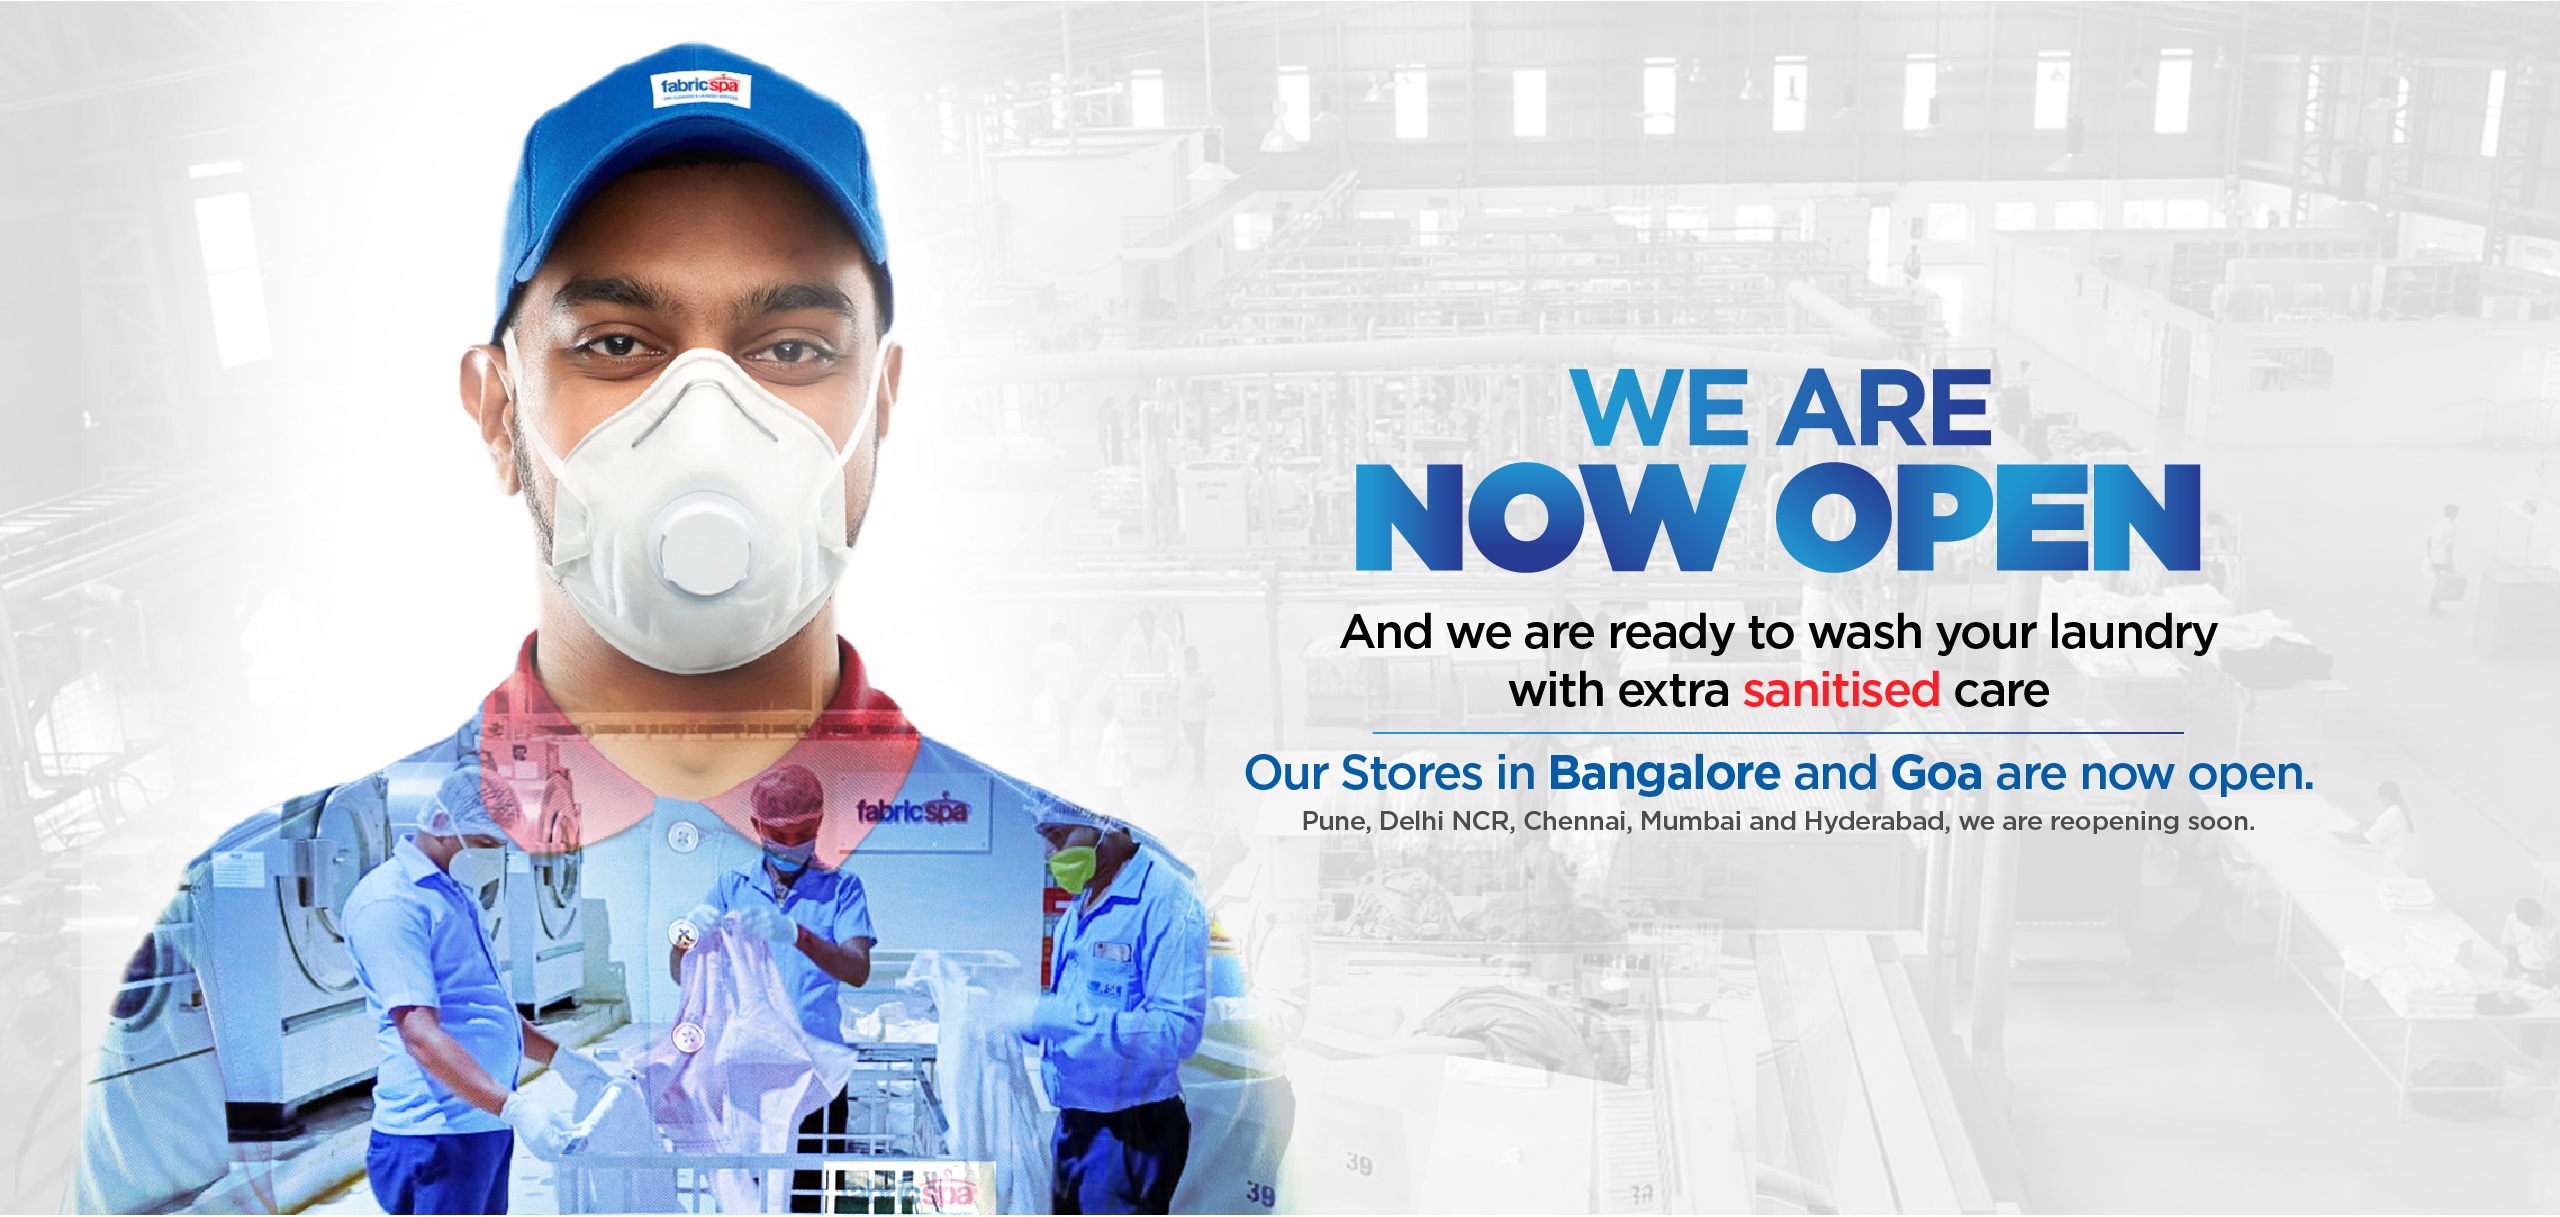 fabricspa
WE ARE
NOW OPEN
And we are ready to wash your laundry
with extra sanitised care
Our Stores in Bangalore and Goa are now open.
Pune, Delhi NCR, Chennai, Mumbai and Hyderabad, we are reopening soon.
fabricspa
fabricspa
39
39
39